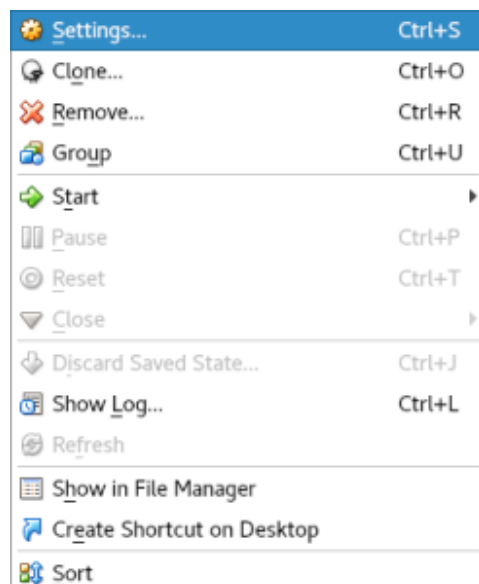 Settings... Ctrl+S
Clone... Ctrl+O
Remove... Ctrl+R
Group Ctrl+U
Start
Pause Ctrl+P
Reset Ctrl+T
Close
Discard Saved State... Ctrl+J
Show Log... Ctrl+L
Refresh
Show in File Manager
Create Shortcut on Desktop
Sort